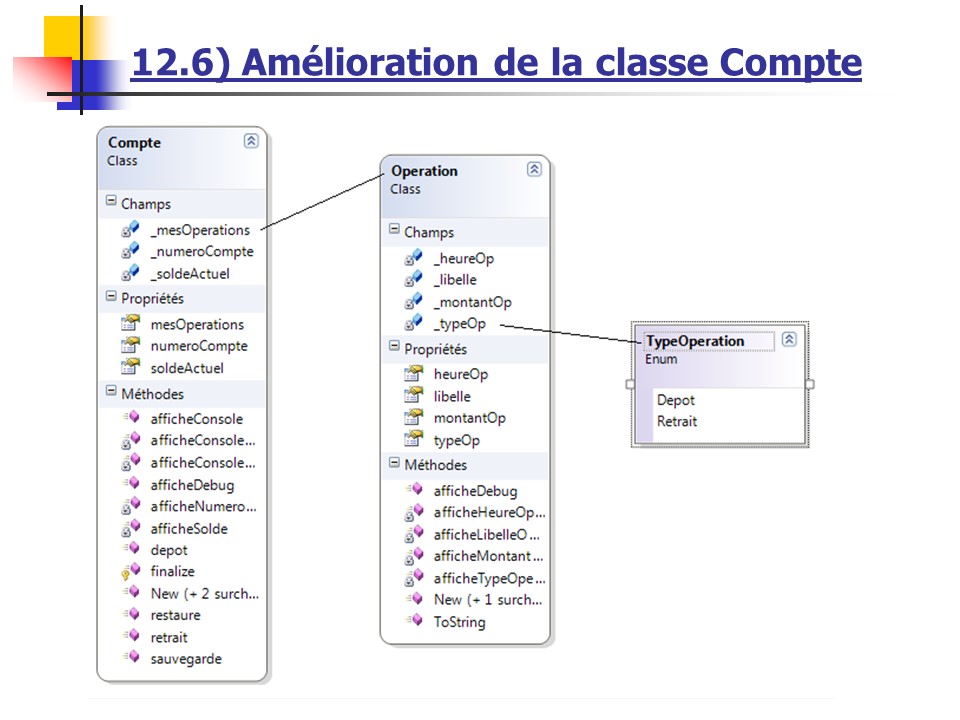 12.6) Amélioration de la classe Compte
Compte
Class
Champs
_mesOperations
_numeroCompte
_soldeActuel
Propriétés
mesOperations
numeroCompte
soldeActuel
Méthodes
afficheConsole
afficheConsole...
afficheConsole...
afficheDebug
afficheNumero...
afficheSolde
depot
finalize
New (+ 2 surch...
restaure
retrait
sauvegarde
Operation
Class
Champs
_heureOp
_libelle
_montantOp
_typeOp
Propriétés
heureOp
libelle
montantOp
typeOp
Méthodes
afficheDebug
afficheHeureOp...
afficheLibelleO...
afficheMontant...
afficheTypeOpe...
New (+ 1 surch...
ToString
TypeOperation
Enum
Depot
Retrait